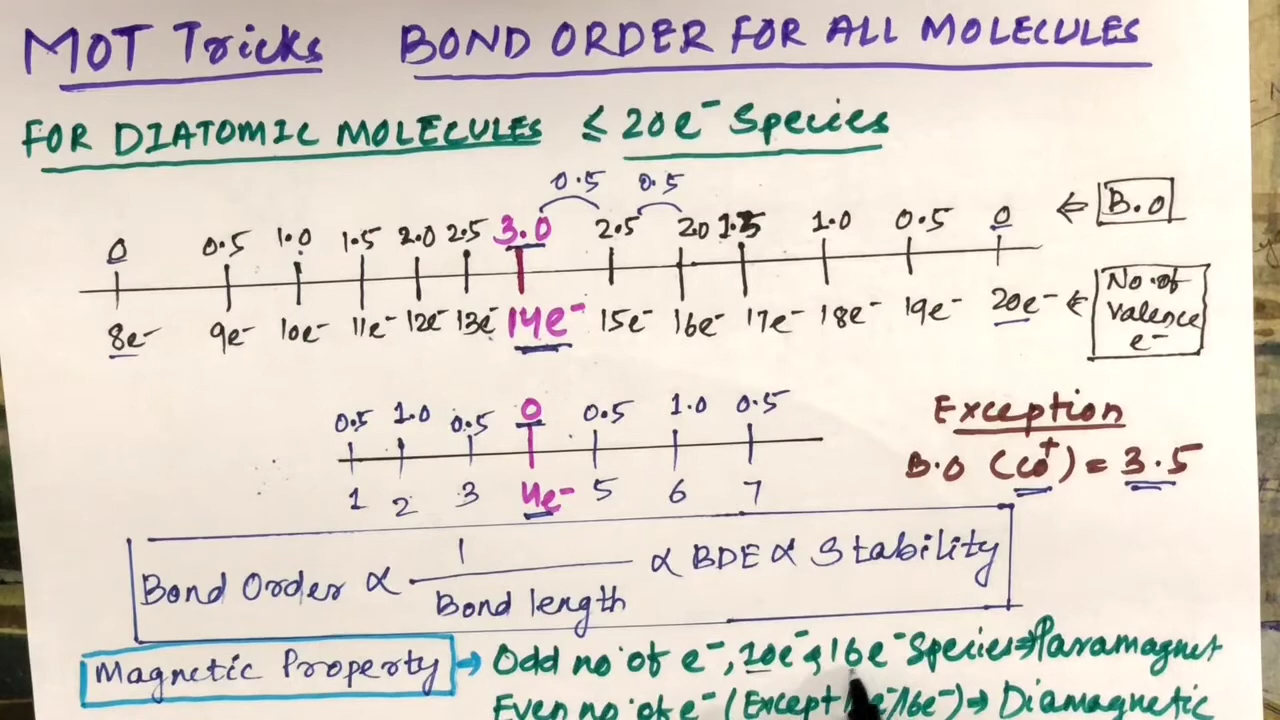 MOT Tricks BOND ORDER FOR ALL MOLECULES
FOR DIATOMIC MOLECULES ≤ 20e⁻ Species
0.5 0.5
0 0.5 1.0 1.5 2.0 2.5 3.0 2.5 2.0 1.5 1.0 0.5 0 ⇐ B.O
8e⁻ 9e⁻ 10e⁻ 11e⁻ 12e⁻ 13e⁻ 14e⁻ 15e⁻ 16e⁻ 17e⁻ 18e⁻ 19e⁻ 20e⁻ ⇐ No. of
valence
e⁻
0.5 1.0 0.5 0 0.5 1.0 0.5
1 2 3 4e⁻ 5 6 7
Exception
B.O (CO⁺) = 3.5
Bond Order ∝ 1 / Bond length ∝ BDE ∝ Stability
Magnetic Property → Odd no. of e⁻, 10e⁻ & 16e⁻ Species ⇒ Paramagnet
Even no. of e⁻ (Except e⁻/16e⁻) → Diamagnetic